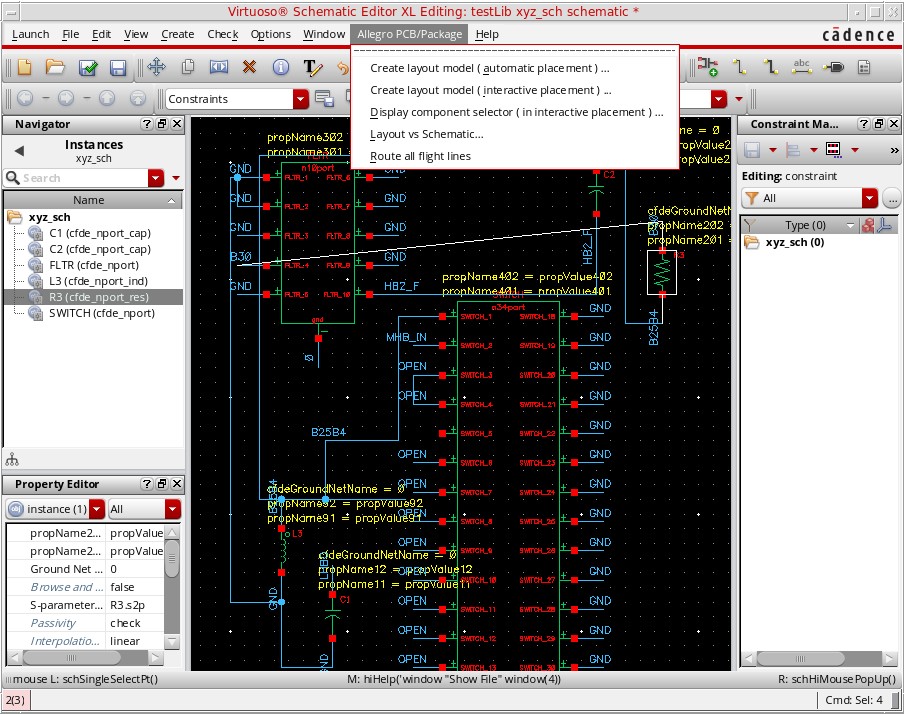 Virtuoso® Schematic Editor XL Editing: testLib xyz_sch schematic *
Launch File Edit View Create Check Options Window Allegro PCB/Package Help
cādence
Create layout model ( automatic placement ) ...
Create layout model ( interactive placement ) ...
Display component selector ( in interactive placement ) ...
Layout vs Schematic...
Route all flight lines
abc
Constraints
Navigator
Instances
xyz_sch
Search
Name
xyz_sch
C1 (cfde_nport_cap)
C2 (cfde_nport_cap)
FLTR (cfde_nport)
L3 (cfde_nport_ind)
R3 (cfde_nport_res)
SWITCH (cfde_nport)
Property Editor
instance (1) All
propName2... propValue
propName2... propValue
Ground Net ... 0
Browse and ... false
S-parameter... R3.s2p
Passivity check
Interpolatio... linear
propName302
propName301
n10port
GND FLTR_1 FLTR_6 GND
GND FLTR_2 FLTR_7 GND
GND FLTR_3 FLTR_8 GND
B30 FLTR_4 FLTR_9 GND
GND FLTR_5 FLTR_10 HB2_F
gnd
0
C2
HB2_F
me = 0
opValue2
cfdeGroundNetN
propName202 =
propName201 =
R3
B25B4
propName402 = propValue402
propName401 = propValue401
SWITCH
n34port
SWITCH_1 SWITCH_18 GND
MHB_IN SWITCH_2 SWITCH_19 GND
OPEN SWITCH_3 SWITCH_20 GND
OPEN SWITCH_4 SWITCH_21 GND
B25B4 SWITCH_5 SWITCH_22 GND
OPEN SWITCH_6 SWITCH_23 GND
OPEN SWITCH_7 SWITCH_24 GND
OPEN SWITCH_8 SWITCH_25 GND
OPEN SWITCH_9 SWITCH_26 GND
SWITCH_10 SWITCH_27 GND
OPEN SWITCH_11 SWITCH_28 GND
OPEN SWITCH_12 SWITCH_29 GND
OPEN SWITCH_13 SWITCH_30 GND
cfdeGroundNetName = 0
propName92 = propValue92
propName91 = propValue91
L3
cfdeGroundNetName = 0
propName12 = propValue12
propName11 = propValue11
GND
C1
GND
Constraint Ma...
»
Editing: constraint
All ...
Type (0)
xyz_sch (0)
mouse L: schSingleSelectPt() M: hiHelp('window "Show File" window(4)) R: schHiMousePopUp()
2(3) Cmd: Sel: 4